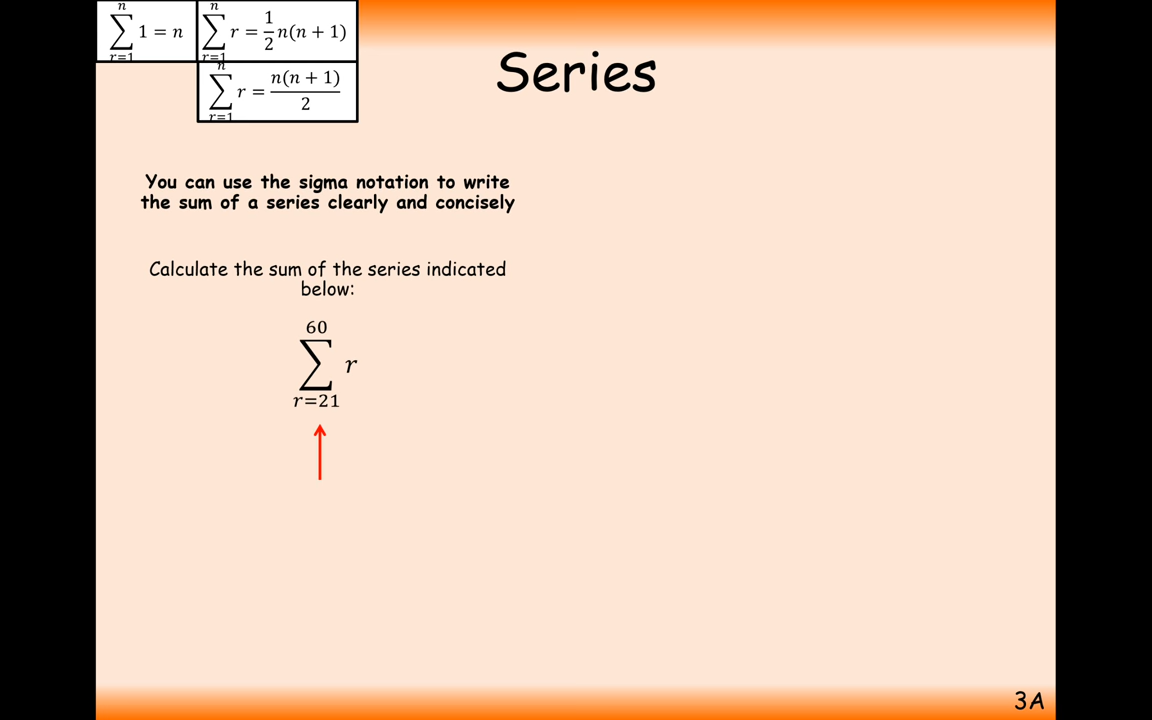 n
∑ 1 = n
r=1
n
∑ r = 1/2 n(n + 1)
r=1
n
∑ r = n(n + 1)/2
r=1
Series
You can use the sigma notation to write
the sum of a series clearly and concisely
Calculate the sum of the series indicated
below:
60
∑ r
r=21
3A